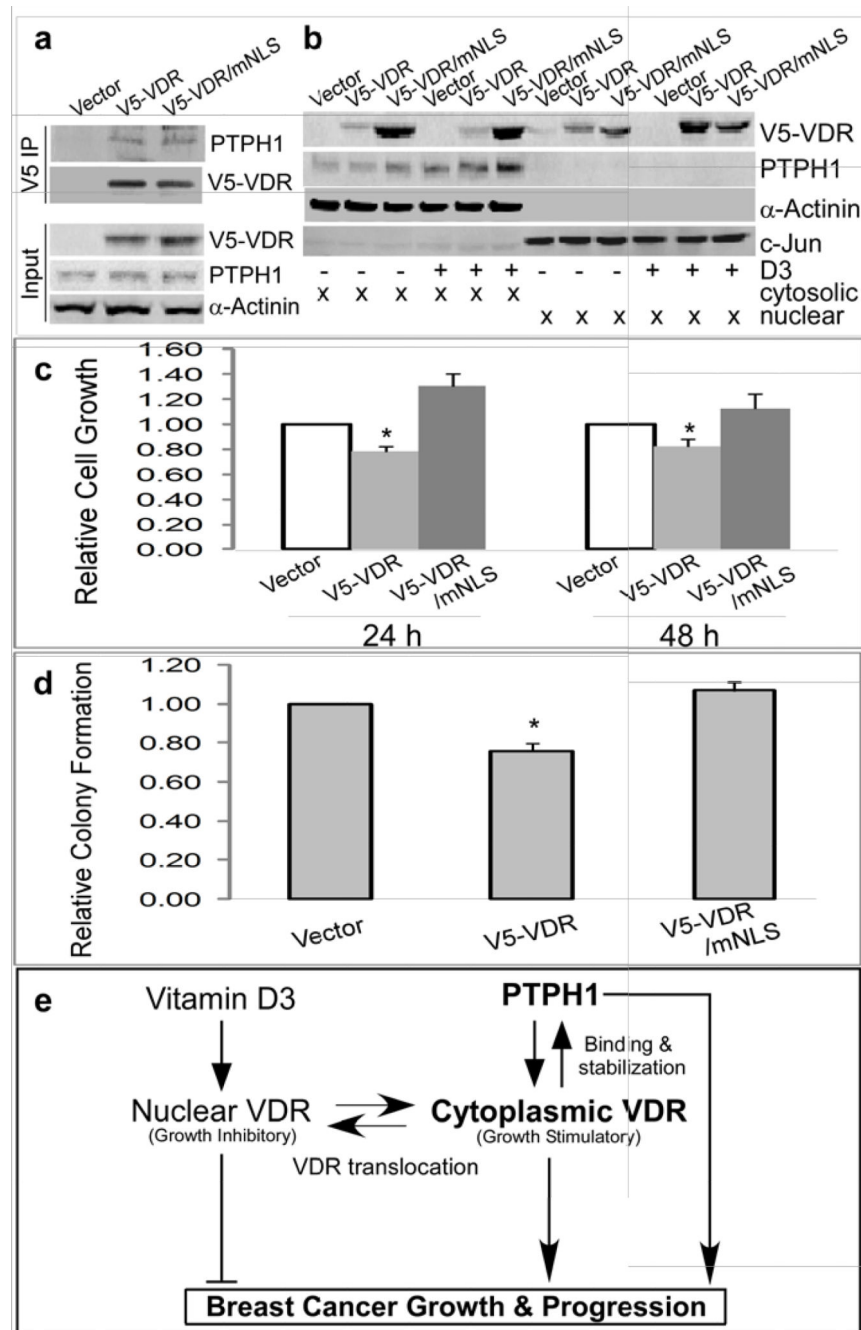 a
Vector
V5-VDR
V5-VDR/mNLS
V5 IP
PTPH1
V5-VDR
Input
V5-VDR
PTPH1
α-Actinin
b
Vector
V5-VDR
V5-VDR/mNLS
Vector
V5-VDR
V5-VDR/mNLS
Vector
V5-VDR
V5-VDR/mNLS
Vector
V5-VDR
V5-VDR/mNLS
V5-VDR
PTPH1
α-Actinin
c-Jun
- - - + + + - - - + + + D3
x x x x x x cytosolic
x x x x x x nuclear
c
Relative Cell Growth
1.60
1.40
1.20
1.00
0.80
0.60
0.40
0.20
0.00
*
*
Vector
V5-VDR
V5-VDR
/mNLS
Vector
V5-VDR
V5-VDR
/mNLS
24 h
48 h
d
Relative Colony Formation
1.20
1.00
0.80
0.60
0.40
0.20
0.00
*
Vector
V5-VDR
V5-VDR
/mNLS
e
Vitamin D3
PTPH1
Binding &
stabilization
Nuclear VDR
(Growth Inhibitory)
Cytoplasmic VDR
(Growth Stimulatory)
VDR translocation
Breast Cancer Growth & Progression